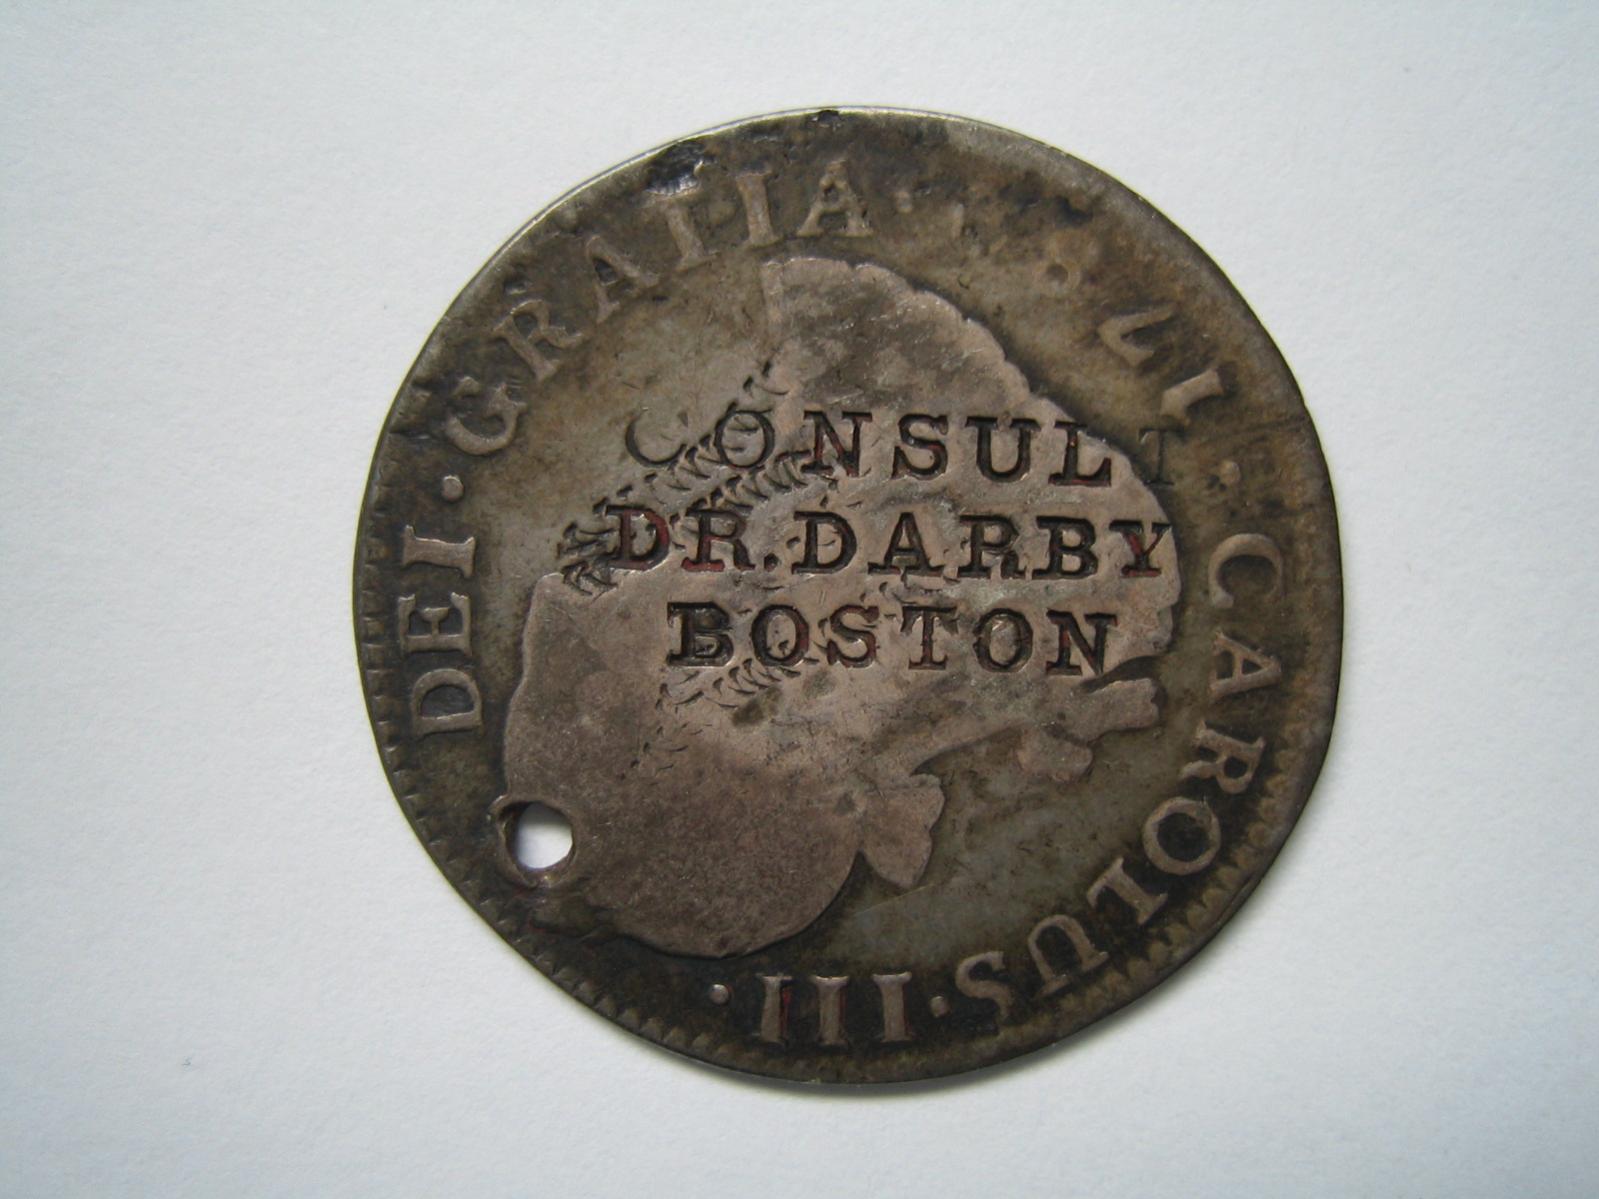 CONSULT
DR. DARBY
BOSTON
CAROLUS · III ·
DEI · GRATIA ·